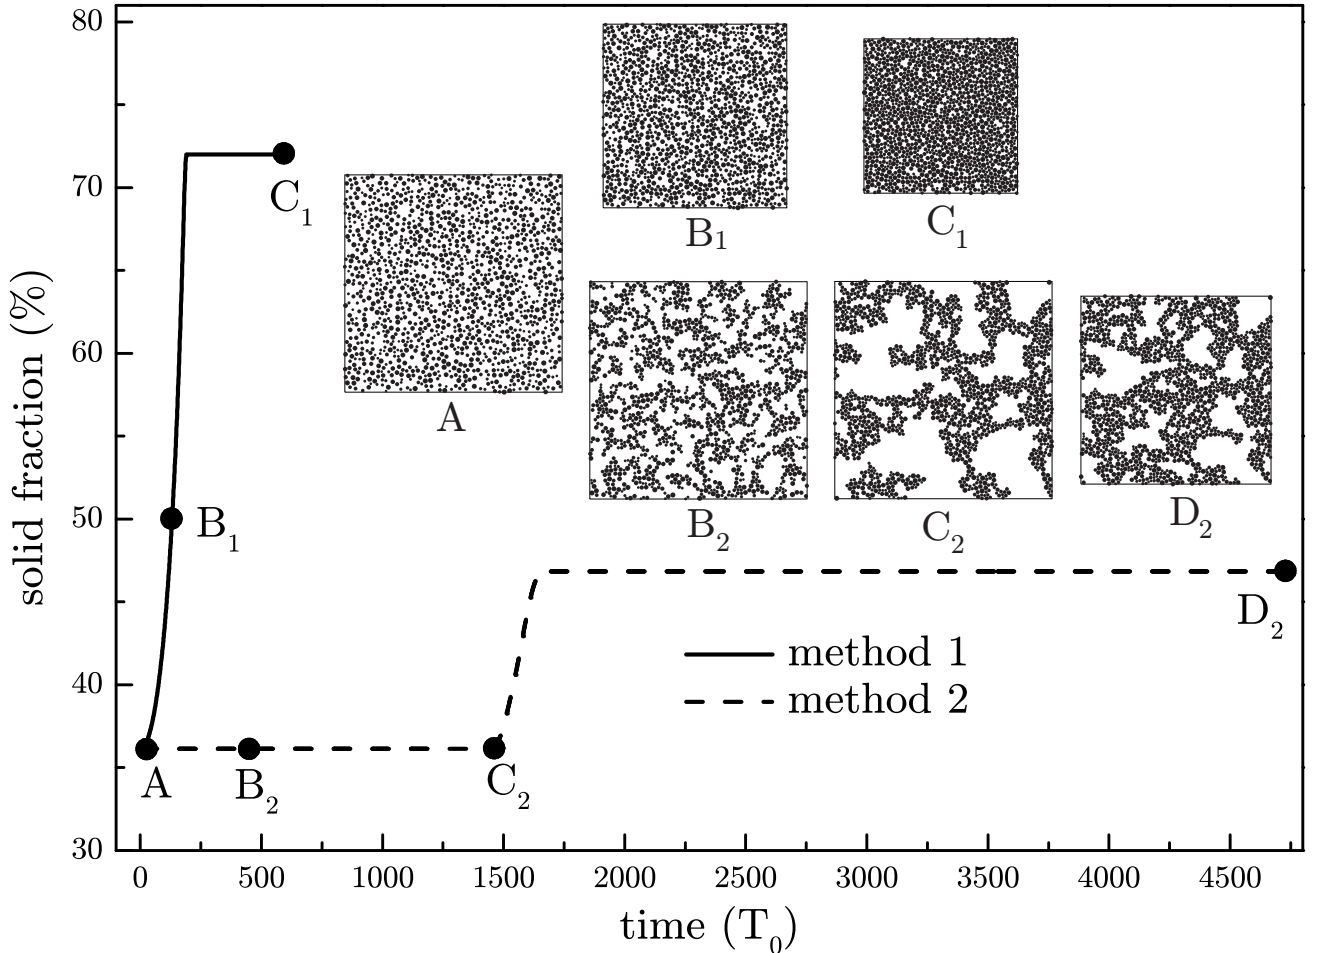 80
70
60
50
40
30
solid fraction (%)
A
B₁
C₁
B₂
C₂
D₂
C₁
B₁
A
B₂
C₂
D₂
method 1
method 2
0 500 1000 1500 2000 2500 3000 3500 4000 4500
time (T₀)